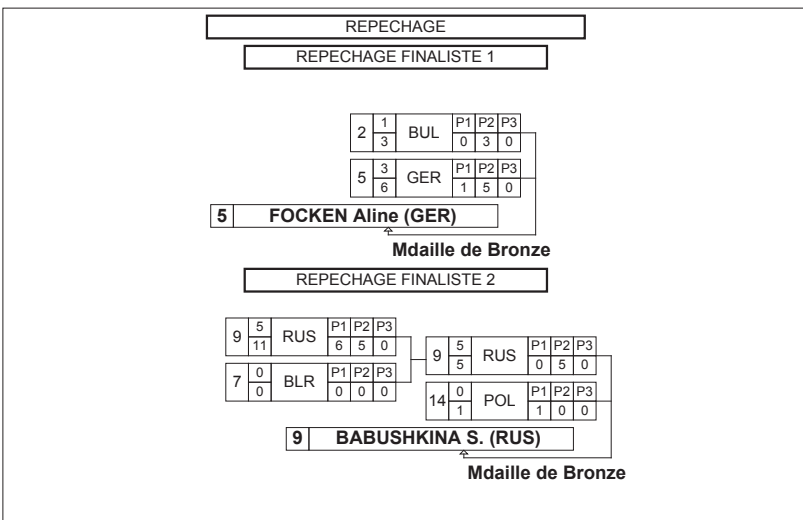 REPECHAGE
REPECHAGE FINALISTE 1
2 1 BUL P1 P2 P3
3 0 3 0
5 3 GER P1 P2 P3
6 1 5 0
5 FOCKEN Aline (GER)
Mdaille de Bronze
REPECHAGE FINALISTE 2
9 5 RUS P1 P2 P3
11 6 5 0
9 5 RUS P1 P2 P3
5 0 5 0
7 0 BLR P1 P2 P3
0 0 0 0
14 0 POL P1 P2 P3
1 1 0 0
9 BABUSHKINA S. (RUS)
Mdaille de Bronze